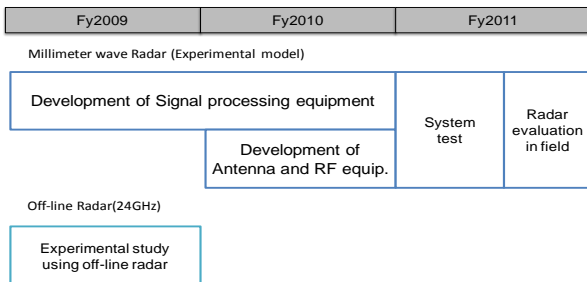 Fy2009 Fy2010 Fy2011
Millimeter wave Radar (Experimental model)
Development of Signal processing equipment
Development of
Antenna and RF equip.
System
test
Radar
evaluation
in field
Off-line Radar(24GHz)
Experimental study
using off-line radar